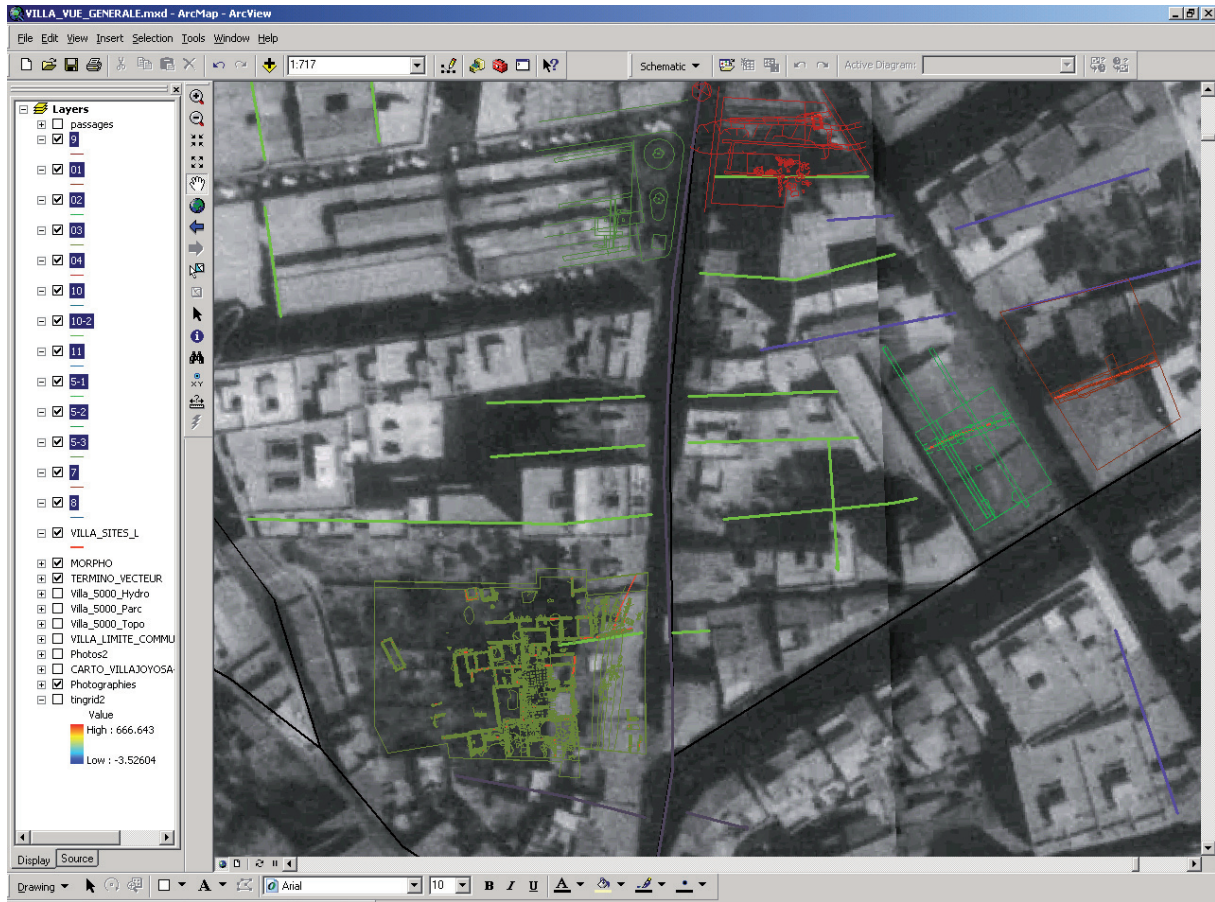 VILLA_VUE_GENERALE.mxd - ArcMap - ArcView
File Edit View Insert Selection Tools Window Help
1:717
Schematic
Active Diagram:
Layers
passages
9
01
02
03
04
10
10-2
11
5-1
5-2
5-3
7
8
VILLA_SITES_L
MORPHO
TERMINO_VECTEUR
Villa_5000_Hydro
Villa_5000_Parc
Villa_5000_Topo
VILLA_LIMITE_COMMU
Photos2
CARTO_VILLAJOYOSA
Photographies
tingrid2
Value
High : 666.643
Low : -3.52604
Display Source
Drawing A Arial 10 B I U A